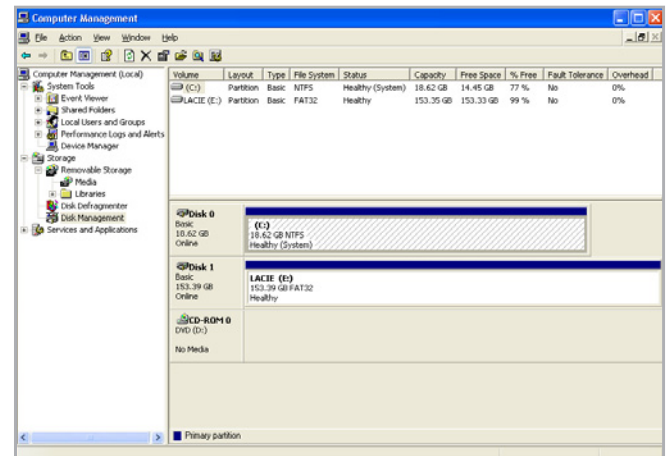 Computer Management
File Action View Window Help
Computer Management (Local)
System Tools
Event Viewer
Shared Folders
Local Users and Groups
Performance Logs and Alerts
Device Manager
Storage
Removable Storage
Media
Libraries
Disk Defragmenter
Disk Management
Services and Applications
Volume Layout Type File System Status Capacity Free Space % Free Fault Tolerance Overhead
(C:) Partition Basic NTFS Healthy (System) 18.62 GB 14.45 GB 77 % No 0%
LACIE (E:) Partition Basic FAT32 Healthy 153.35 GB 153.33 GB 99 % No 0%
Disk 0
Basic
18.62 GB
Online
(C:)
18.62 GB NTFS
Healthy (System)
Disk 1
Basic
153.39 GB
Online
LACIE (E:)
153.39 GB FAT32
Healthy
CD-ROM 0
DVD (D:)
No Media
Primary partition